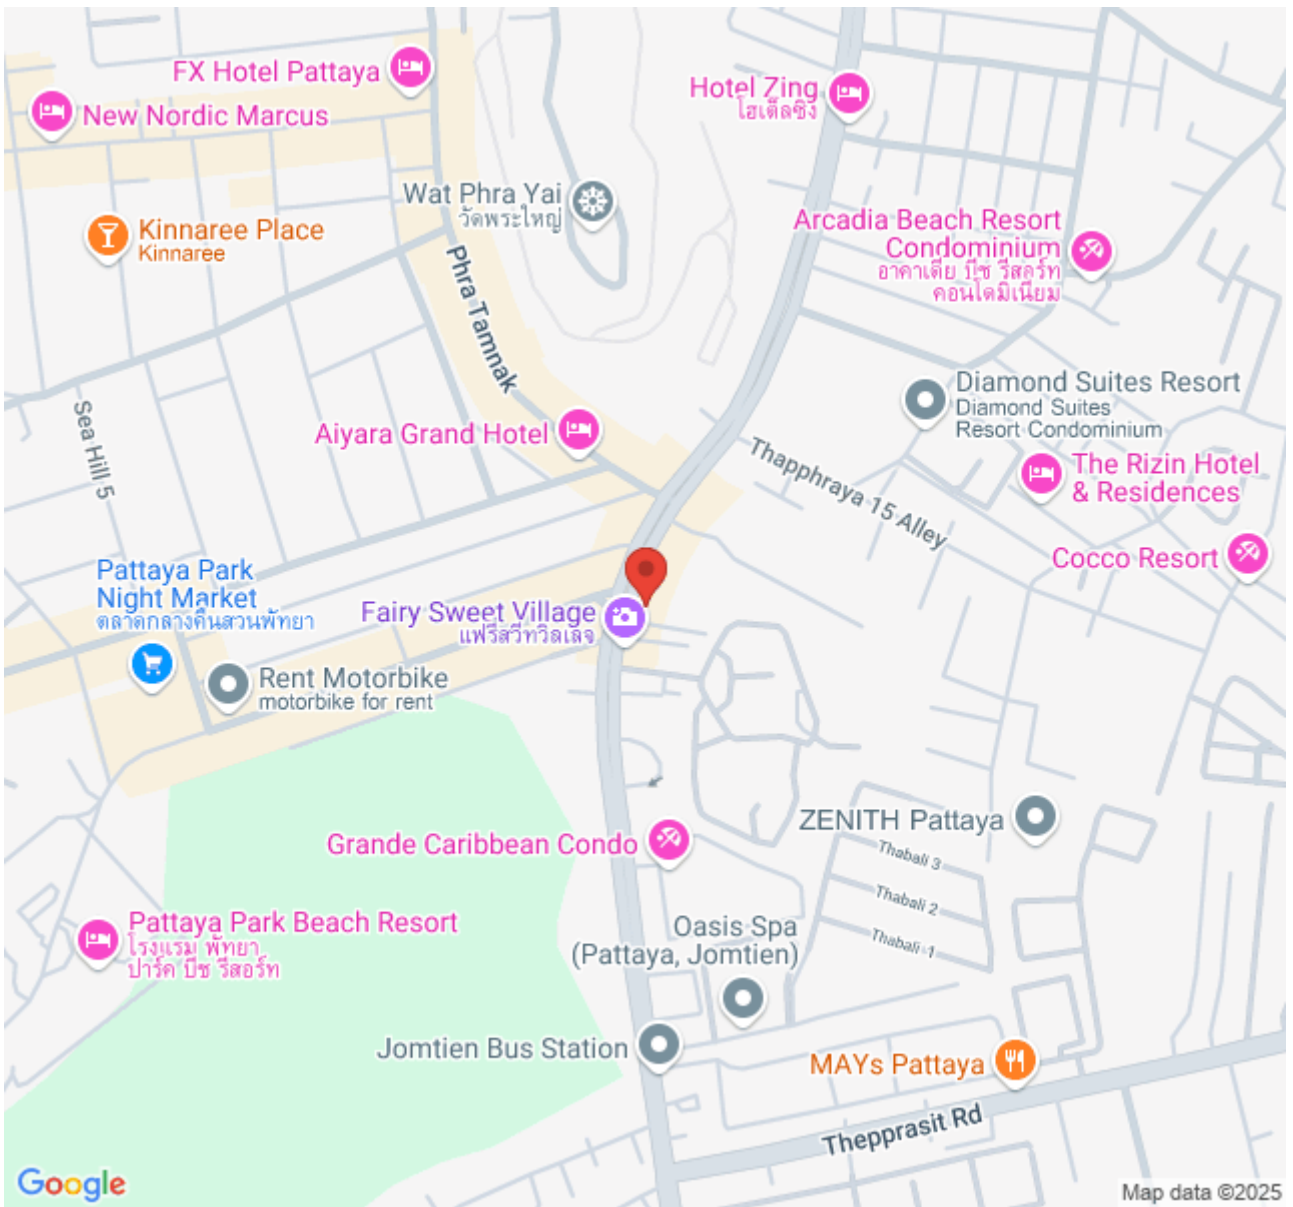 FX Hotel Pattaya
New Nordic Marcus
Hotel Zing
โฮเต็ลซิง
Wat Phra Yai
วัดพระใหญ่
Kinnaree Place
Kinnaree
Arcadia Beach Resort
Condominium
อาคาเดีย บีช รีสอร์ท
คอนโดมิเนียม
Phra Tamnak
Diamond Suites Resort
Diamond Suites
Resort Condominium
Sea Hill 5
Aiyara Grand Hotel
Thapphraya 15 Alley
The Rizin Hotel
& Residences
Cocco Resort
Pattaya Park
Night Market
ตลาดกลางคืนสวนพัทยา
Fairy Sweet Village
แฟรีสวีทวิลเลจ
Rent Motorbike
motorbike for rent
ZENITH Pattaya
Grande Caribbean Condo
Thabali 3
Thabali 2
Thabali 1
Pattaya Park Beach Resort
โรงแรม พัทยา
ปาร์ค บีช รีสอร์ท
Oasis Spa
(Pattaya, Jomtien)
Jomtien Bus Station
MAYs Pattaya
Thepprasit Rd
Google
Map data ©2025